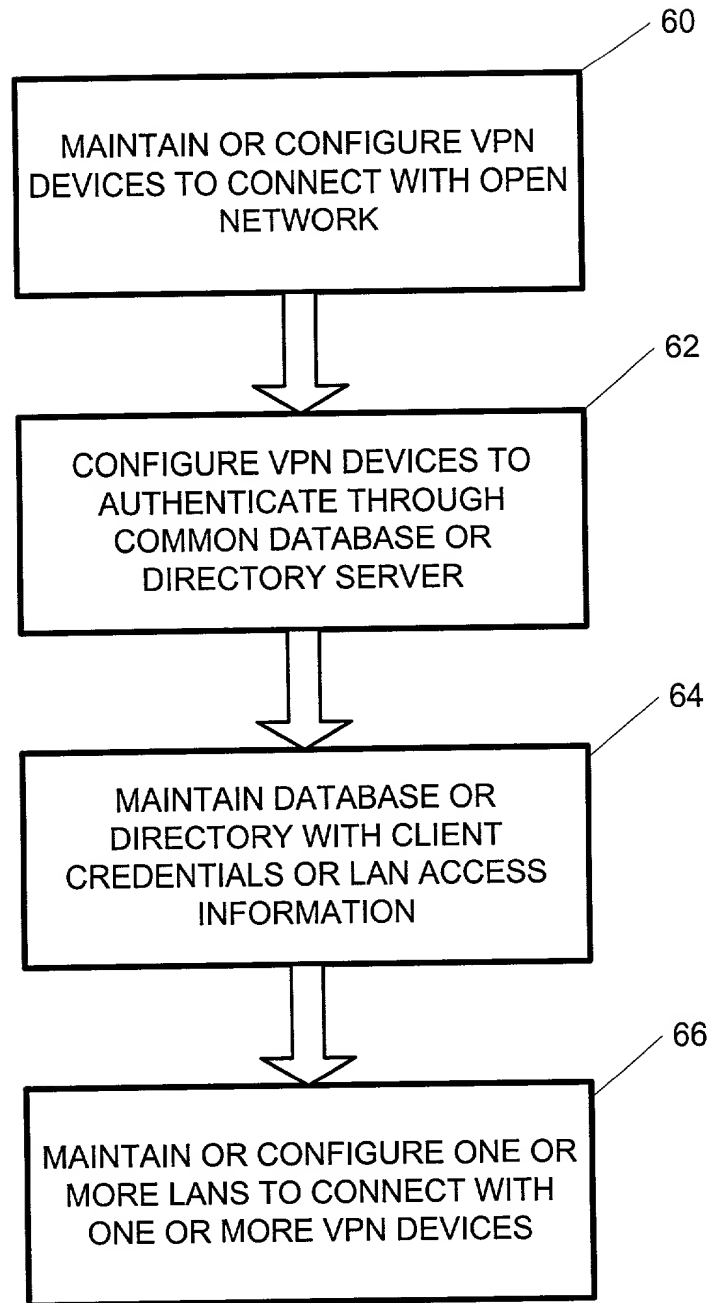 60
MAINTAIN OR CONFIGURE VPN
DEVICES TO CONNECT WITH OPEN
NETWORK
62
CONFIGURE VPN DEVICES TO
AUTHENTICATE THROUGH
COMMON DATABASE OR
DIRECTORY SERVER
64
MAINTAIN DATABASE OR
DIRECTORY WITH CLIENT
CREDENTIALS OR LAN ACCESS
INFORMATION
66
MAINTAIN OR CONFIGURE ONE OR
MORE LANS TO CONNECT WITH
ONE OR MORE VPN DEVICES